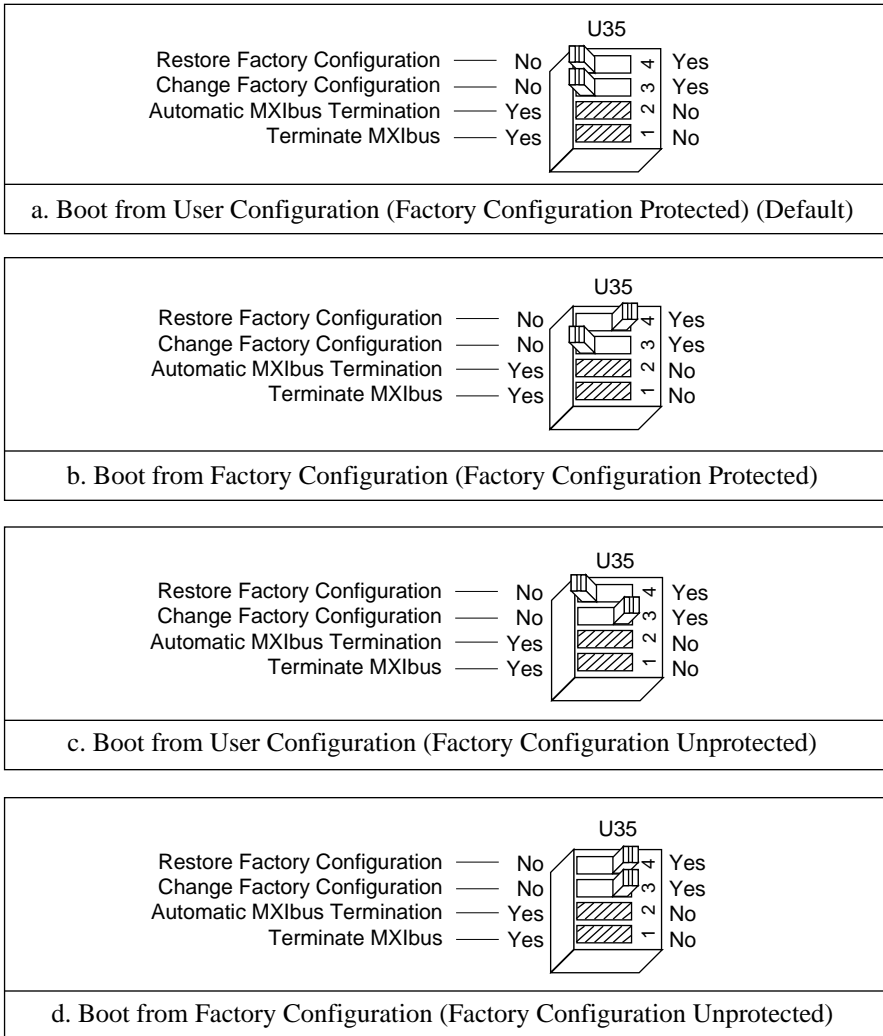 U35
Restore Factory Configuration No 4 Yes
Change Factory Configuration No 3 Yes
Automatic MXIbus Termination Yes 2 No
Terminate MXIbus Yes 1 No
a. Boot from User Configuration (Factory Configuration Protected) (Default)
U35
Restore Factory Configuration No 4 Yes
Change Factory Configuration No 3 Yes
Automatic MXIbus Termination Yes 2 No
Terminate MXIbus Yes 1 No
b. Boot from Factory Configuration (Factory Configuration Protected)
U35
Restore Factory Configuration No 4 Yes
Change Factory Configuration No 3 Yes
Automatic MXIbus Termination Yes 2 No
Terminate MXIbus Yes 1 No
c. Boot from User Configuration (Factory Configuration Unprotected)
U35
Restore Factory Configuration No 4 Yes
Change Factory Configuration No 3 Yes
Automatic MXIbus Termination Yes 2 No
Terminate MXIbus Yes 1 No
d. Boot from Factory Configuration (Factory Configuration Unprotected)